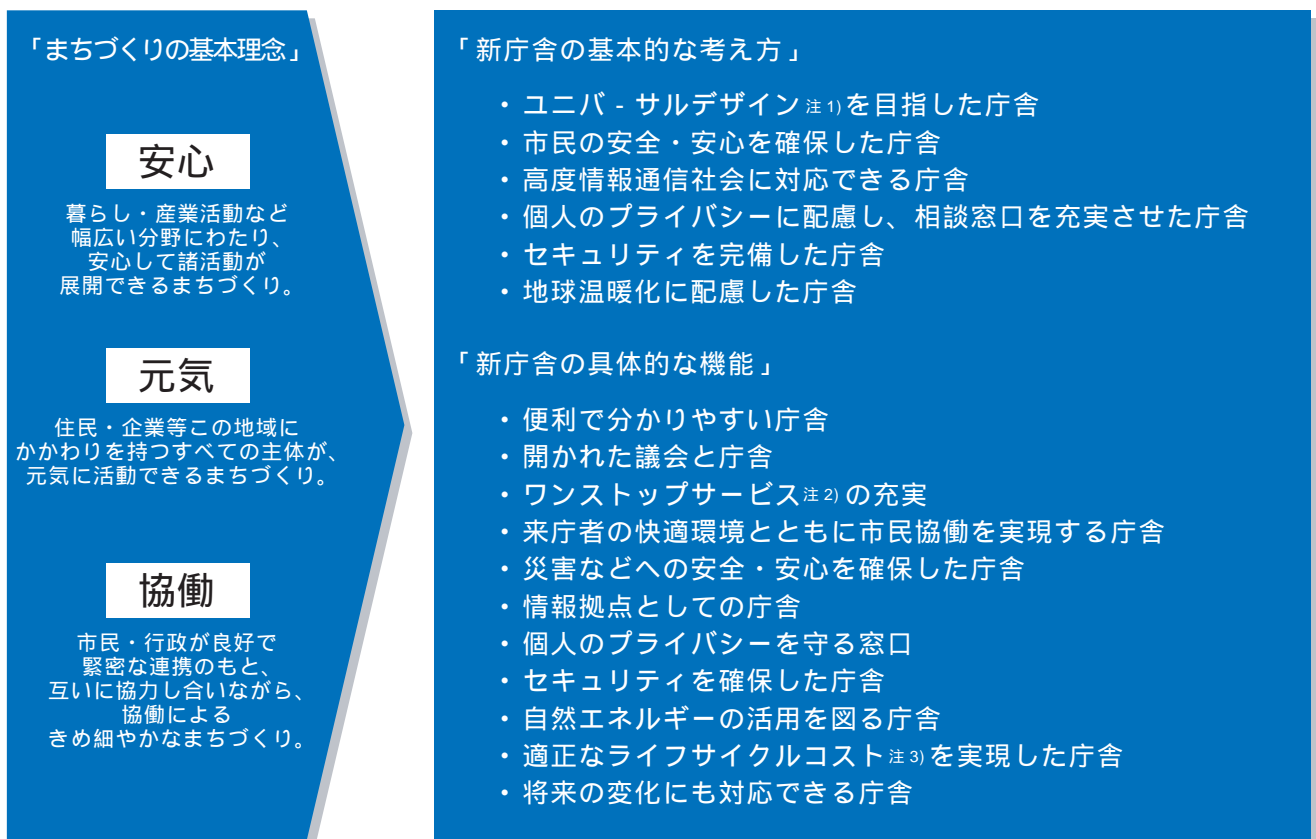 「まちづくりの基本理念」
安心
暮らし・産業活動など
幅広い分野にわたり、
安心して諸活動が
展開できるまちづくり。
元気
住民・企業等この地域に
かかわりを持つすべての主体が、
元気に活動できるまちづくり。
協働
市民・行政が良好で
緊密な連携のもと、
互いに協力し合いながら、
協働による
きめ細やかなまちづくり。
「新庁舎の基本的な考え方」
・ユニバ‐サルデザイン注1)を目指した庁舎
・市民の安全・安心を確保した庁舎
・高度情報通信社会に対応できる庁舎
・個人のプライバシーに配慮し、相談窓口を充実させた庁舎
・セキュリティを完備した庁舎
・地球温暖化に配慮した庁舎
「新庁舎の具体的な機能」
・便利で分かりやすい庁舎
・開かれた議会と庁舎
・ワンストップサービス注2)の充実
・来庁者の快適環境とともに市民協働を実現する庁舎
・災害などへの安全・安心を確保した庁舎
・情報拠点としての庁舎
・個人のプライバシーを守る窓口
・セキュリティを確保した庁舎
・自然エネルギーの活用を図る庁舎
・適正なライフサイクルコスト注3)を実現した庁舎
・将来の変化にも対応できる庁舎